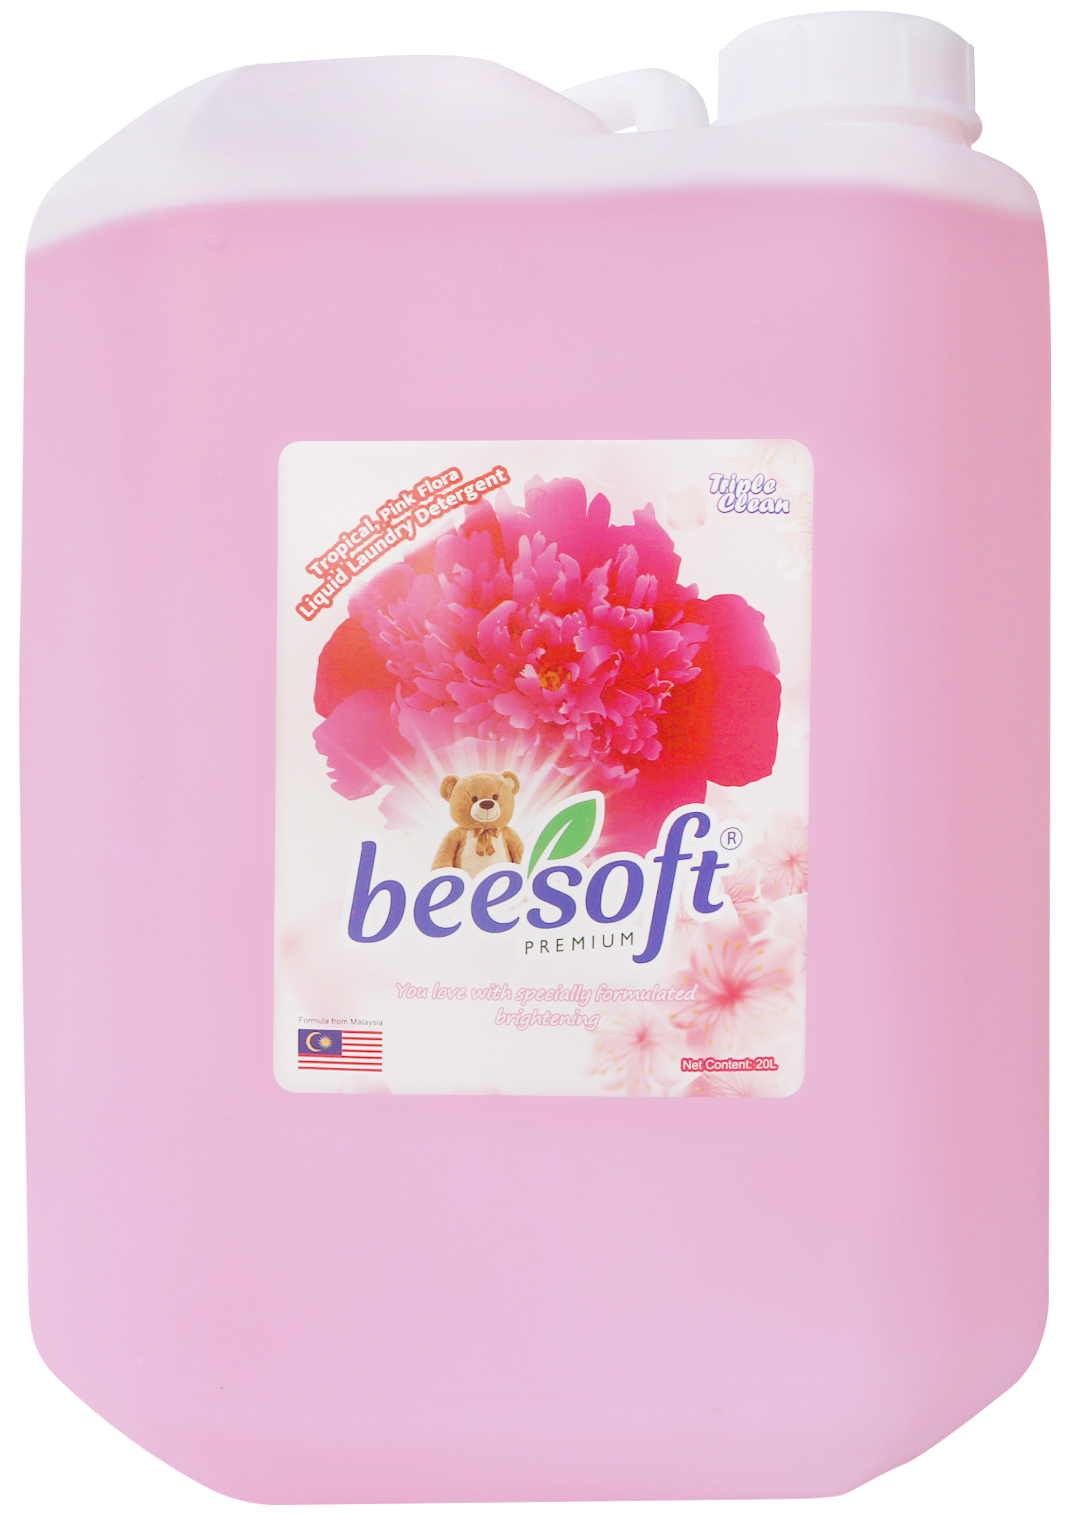 Tropical, Pink Flora
Liquid Laundry Detergent
Triple
Clean
beesoft®
PREMIUM
You love with specially formulated
brightening
Formula from Malaysia
Net Content: 20L